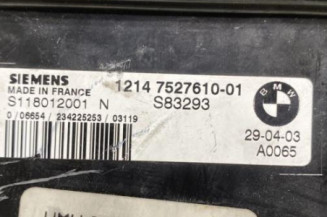 SIEMENS 1214 7527610-01
MADE IN FRANCE
S118012001 N S83293
0 /06654 / 234225253 / 03119
BMW
29-04-03
A0065